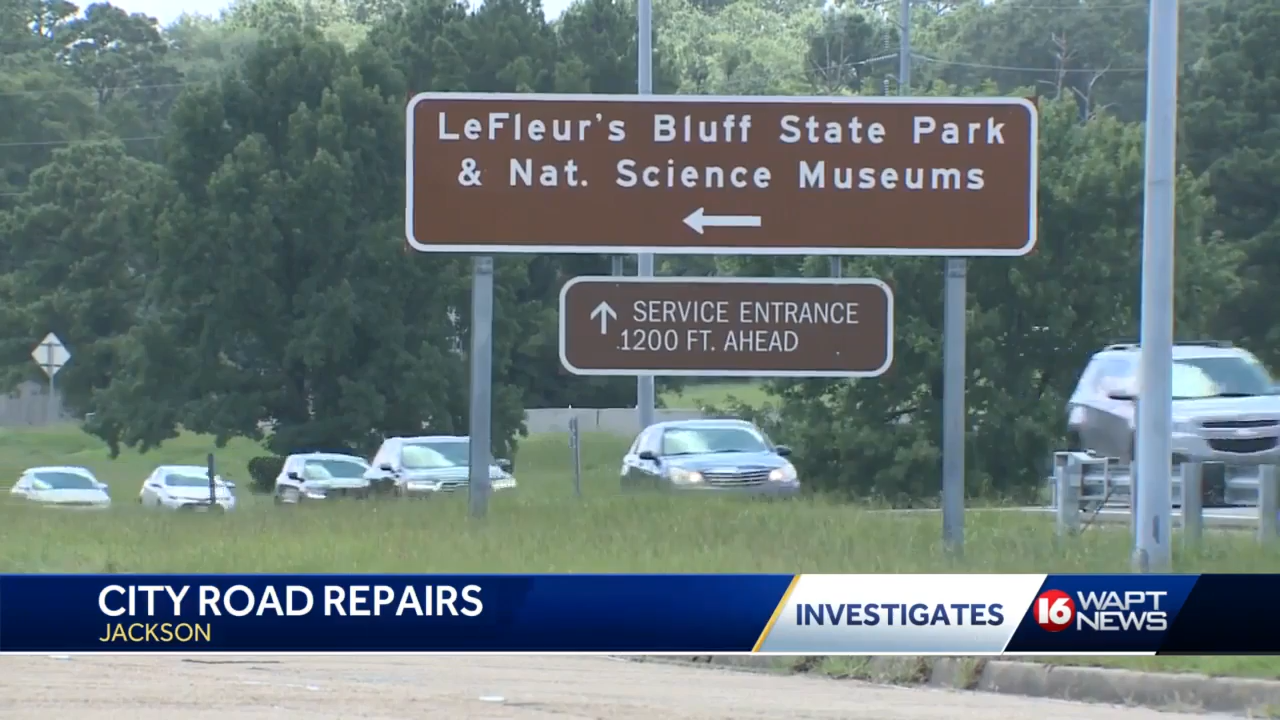 LeFleur's Bluff State Park
& Nat. Science Museums
SERVICE ENTRANCE
1200 FT. AHEAD
CITY ROAD REPAIRS
JACKSON
INVESTIGATES
16 WAPT
NEWS